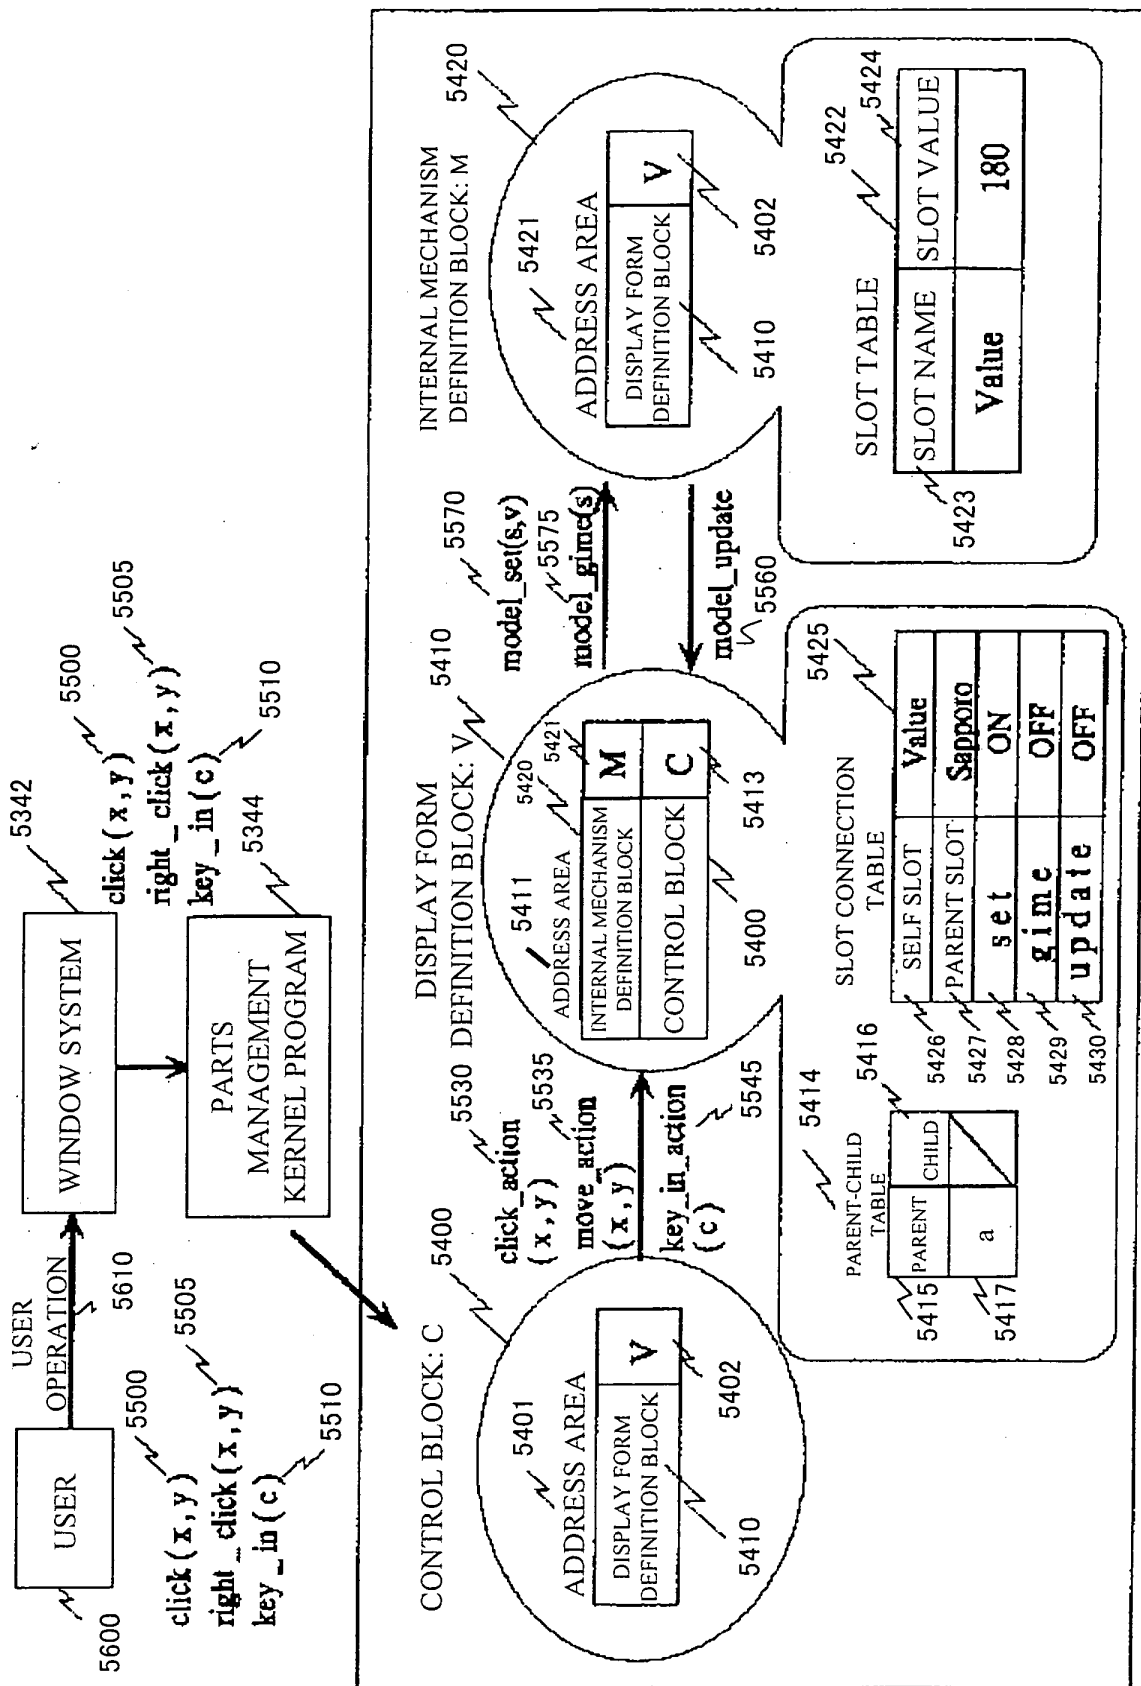 5600
USER
USER
OPERATION
5610
5500
5505
click(x,y)
right_click(x,y)
key_in(c)
5510
WINDOW SYSTEM
5342
5500
5505
click(x,y)
right_click(x,y)
key_in(c)
5510
5344
PARTS
MANAGEMENT
KERNEL PROGRAM
CONTROL BLOCK: C
5400
5401
ADDRESS AREA
DISPLAY FORM
DEFINITION BLOCK
V
5402
5410
5530
click_action
(x,y)
5535
move_action
(x,y)
key_in_action
(c)
5545
DISPLAY FORM
DEFINITION BLOCK: V
5410
5411
ADDRESS AREA
5420
5421
INTERNAL MECHANISM
DEFINITION BLOCK
M
CONTROL BLOCK
C
5400
5413
5570
model_set(s,v)
5575
model_gime(s)
model_update
5560
INTERNAL MECHANISM
DEFINITION BLOCK: M
5420
5421
ADDRESS AREA
DISPLAY FORM
DEFINITION BLOCK
V
5410
5402
PARENT-CHILD
TABLE
5414
5416
5415
PARENT
CHILD
5417
a
SLOT CONNECTION
TABLE
5425
5426
SELF SLOT
Value
5427
PARENT SLOT
Sapporo
5428
set
ON
5429
gime
OFF
5430
update
OFF
SLOT TABLE
5422
5424
5423
SLOT NAME
SLOT VALUE
Value
180